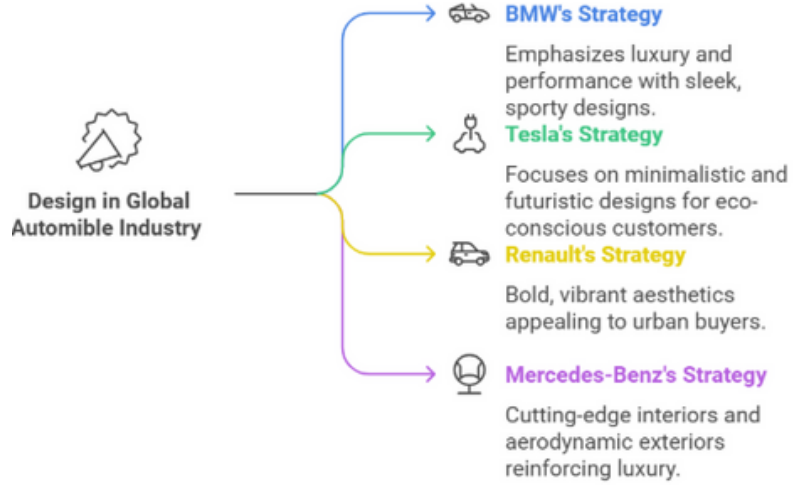 Design in Global
Automible Industry
BMW's Strategy
Emphasizes luxury and
performance with sleek,
sporty designs.
Tesla's Strategy
Focuses on minimalistic and
futuristic designs for eco-
conscious customers.
Renault's Strategy
Bold, vibrant aesthetics
appealing to urban buyers.
Mercedes-Benz's Strategy
Cutting-edge interiors and
aerodynamic exteriors
reinforcing luxury.